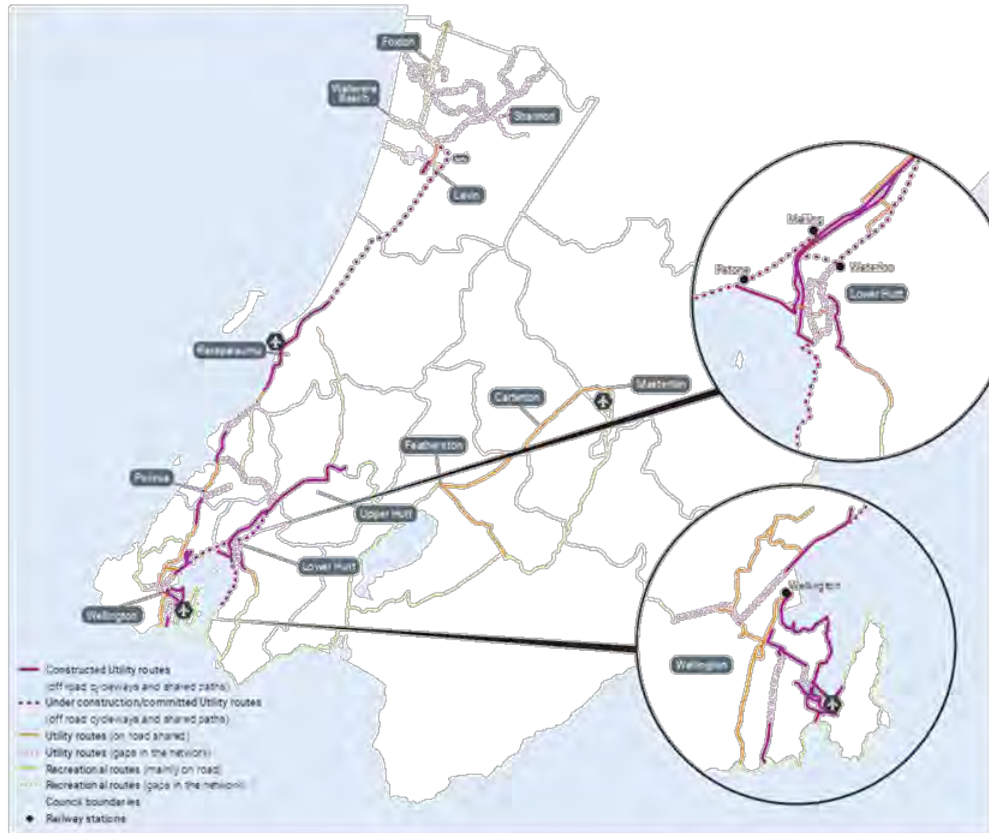 Foxton
Waiterere
Beach
Shannon
Levin
Melling
Petone
Waterloo
Lower Hutt
Paraparaumu
Masterton
Carterton
Featherston
Porirua
Upper Hutt
Lower Hutt
Wellington
Wellington
Wellington
Constructed Utility routes
(off road cycleways and shared paths)
Under construction/committed Utility routes
(off road cycleways and shared paths)
Utility routes (on road shared)
Utility routes (gaps in the network)
Recreational routes (mainly on road)
Recreational routes (gaps in the network)
Council boundaries
Railway stations